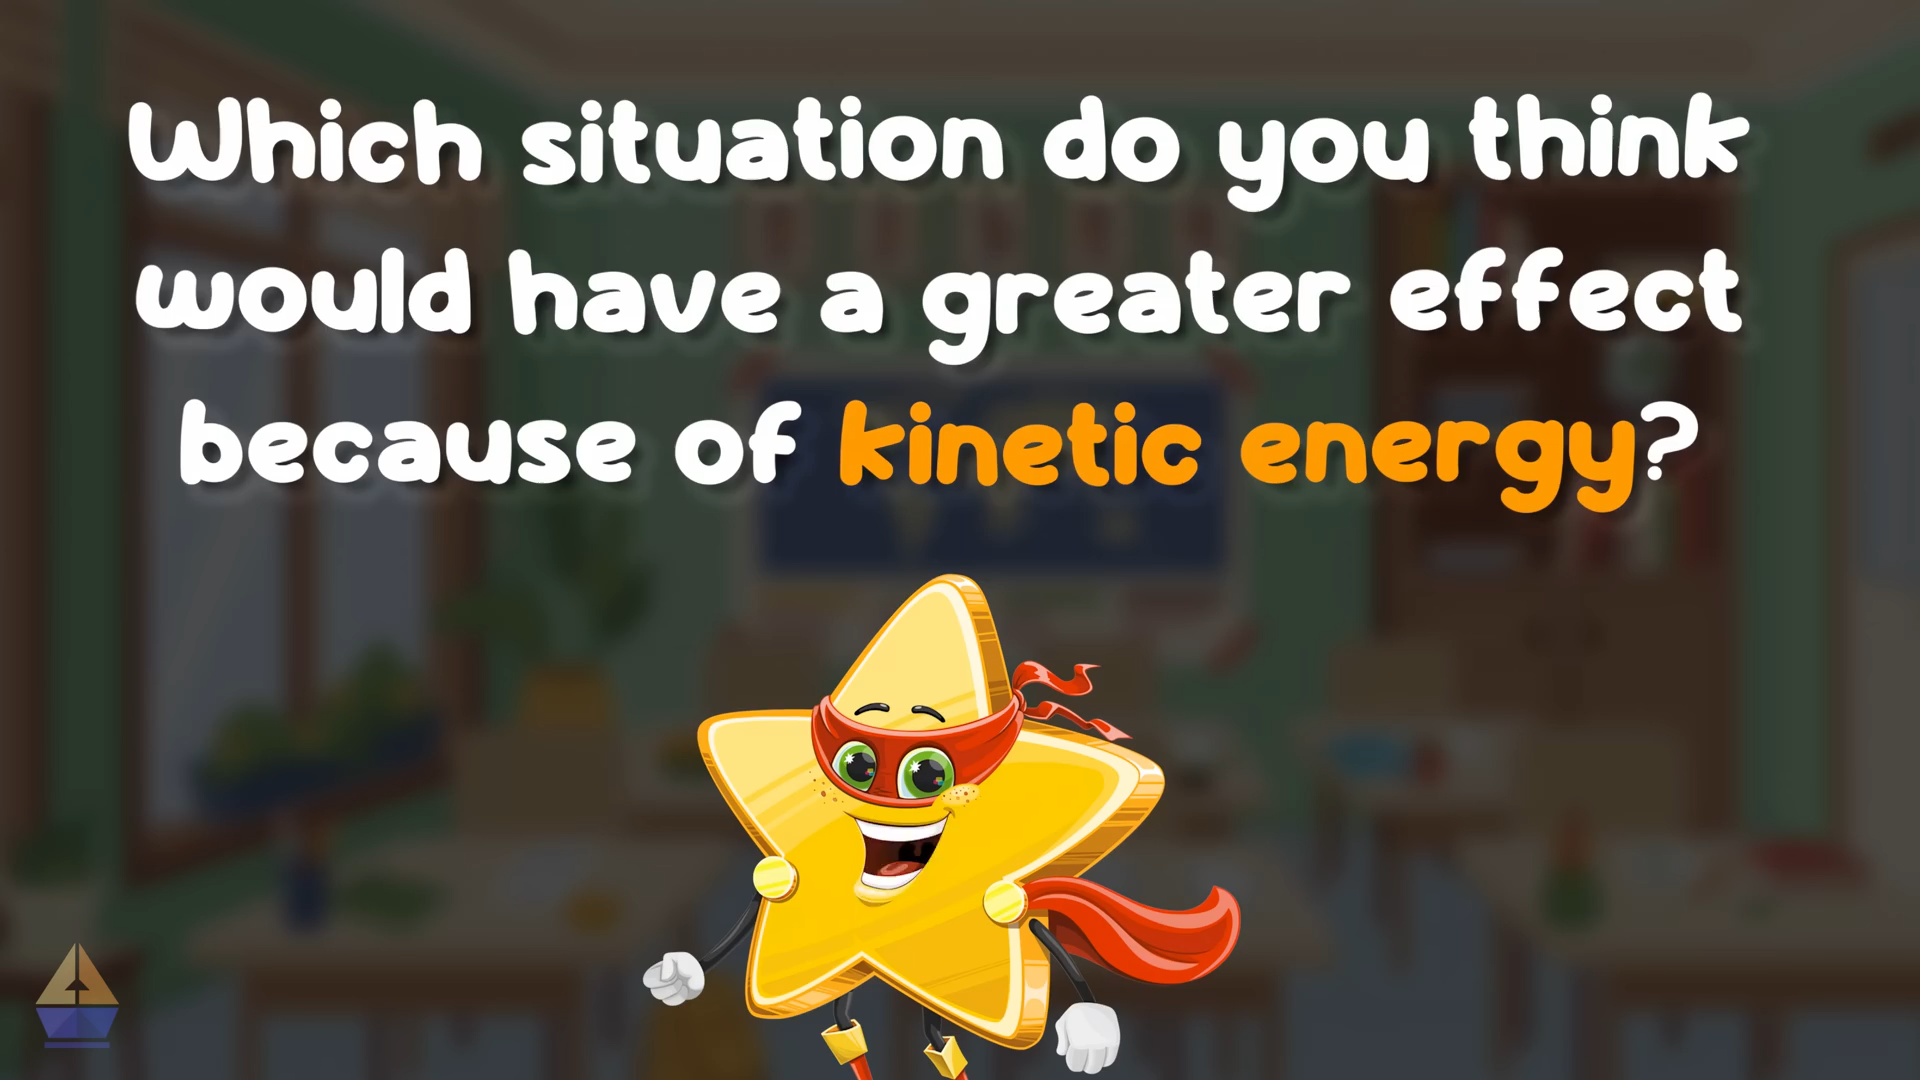 Which situation do you think
would have a greater effect
because of kinetic energy?